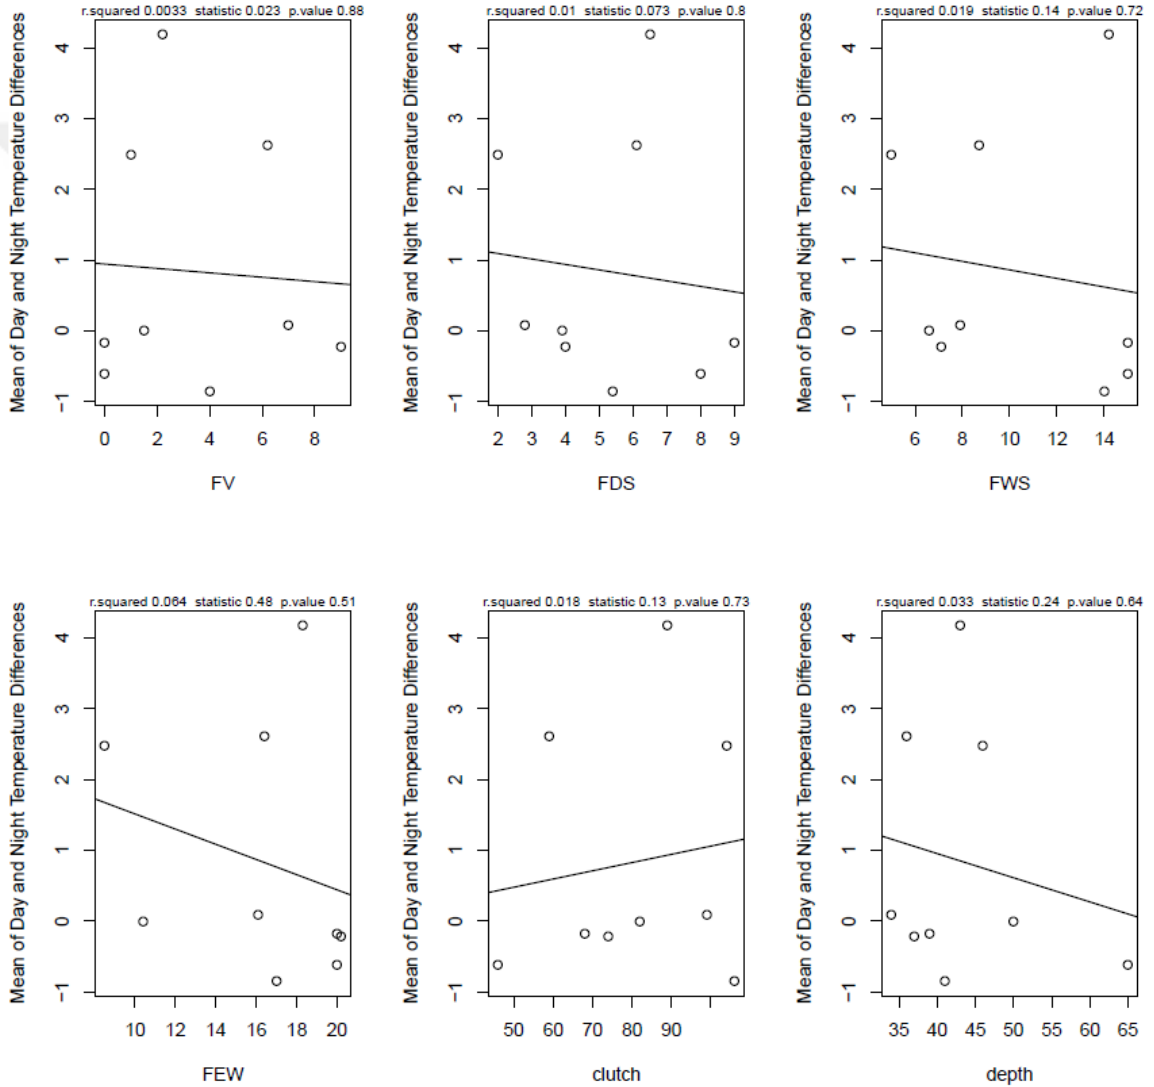 r.squared 0.0033 statistic 0.023 p.value 0.88
Mean of Day and Night Temperature Differences
4
3
2
1
0
−1
0 2 4 6 8
FV
r.squared 0.01 statistic 0.073 p.value 0.8
Mean of Day and Night Temperature Differences
4
3
2
1
0
−1
2 3 4 5 6 7 8 9
FDS
r.squared 0.019 statistic 0.14 p.value 0.72
Mean of Day and Night Temperature Differences
4
3
2
1
0
−1
6 8 10 12 14
FWS
r.squared 0.064 statistic 0.48 p.value 0.51
Mean of Day and Night Temperature Differences
4
3
2
1
0
−1
10 12 14 16 18 20
FEW
r.squared 0.018 statistic 0.13 p.value 0.73
Mean of Day and Night Temperature Differences
4
3
2
1
0
−1
50 60 70 80 90
clutch
r.squared 0.033 statistic 0.24 p.value 0.64
Mean of Day and Night Temperature Differences
4
3
2
1
0
−1
35 40 45 50 55 60 65
depth